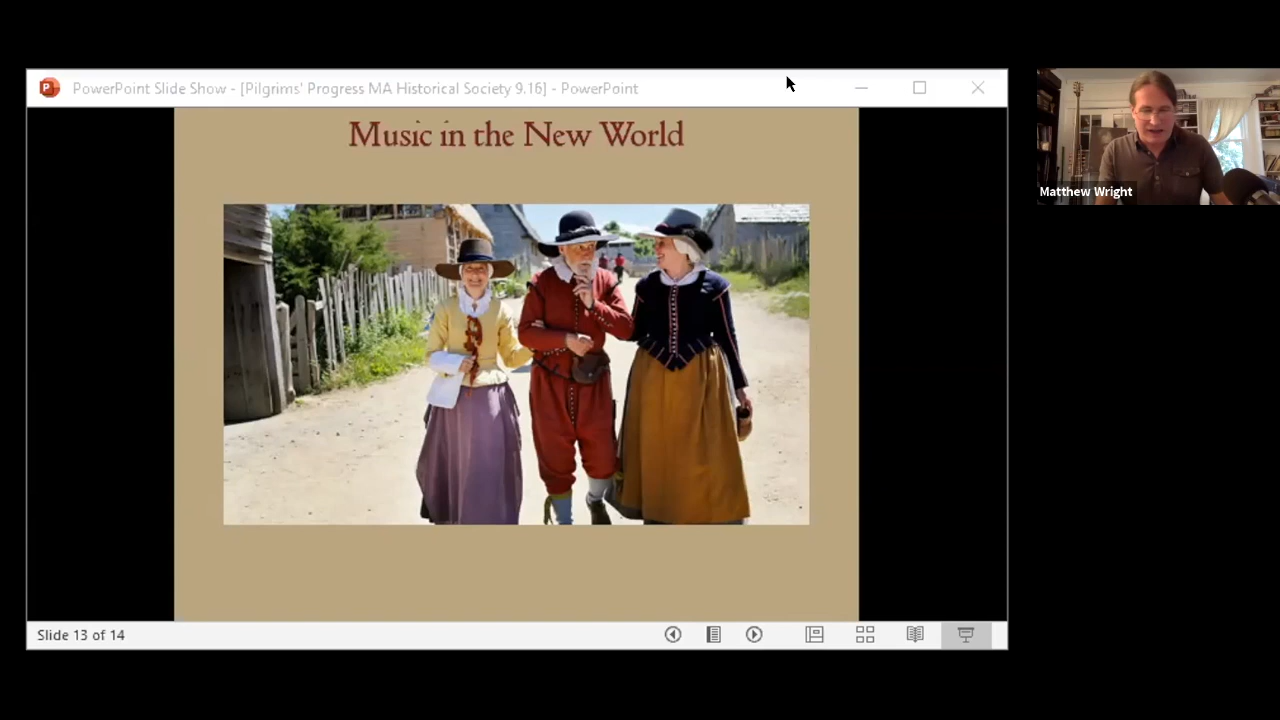 PowerPoint Slide Show - [Pilgrims' Progress MA Historical Society 9.16] - PowerPoint
Music in the New World
Matthew Wright
Slide 13 of 14